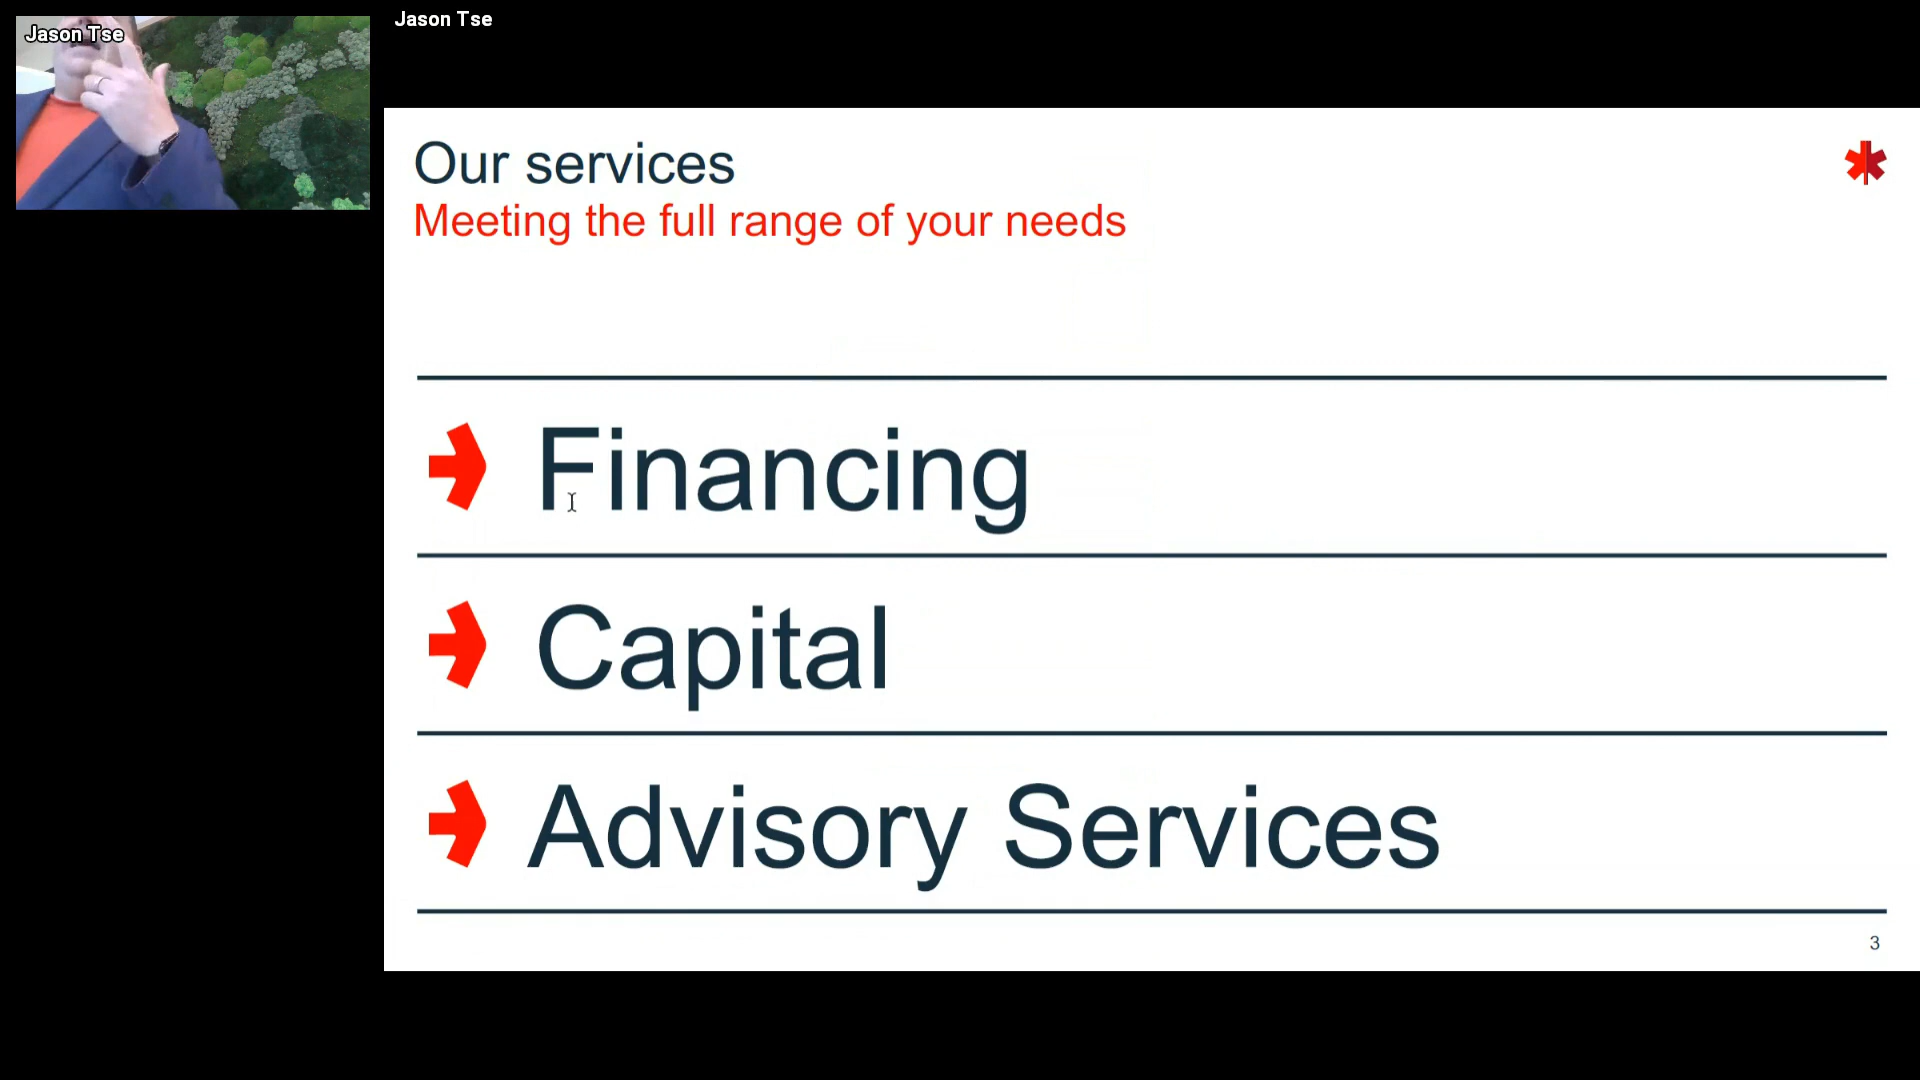 Jason Tse
Jason Tse
Our services
Meeting the full range of your needs
Financing
Capital
Advisory Services
3